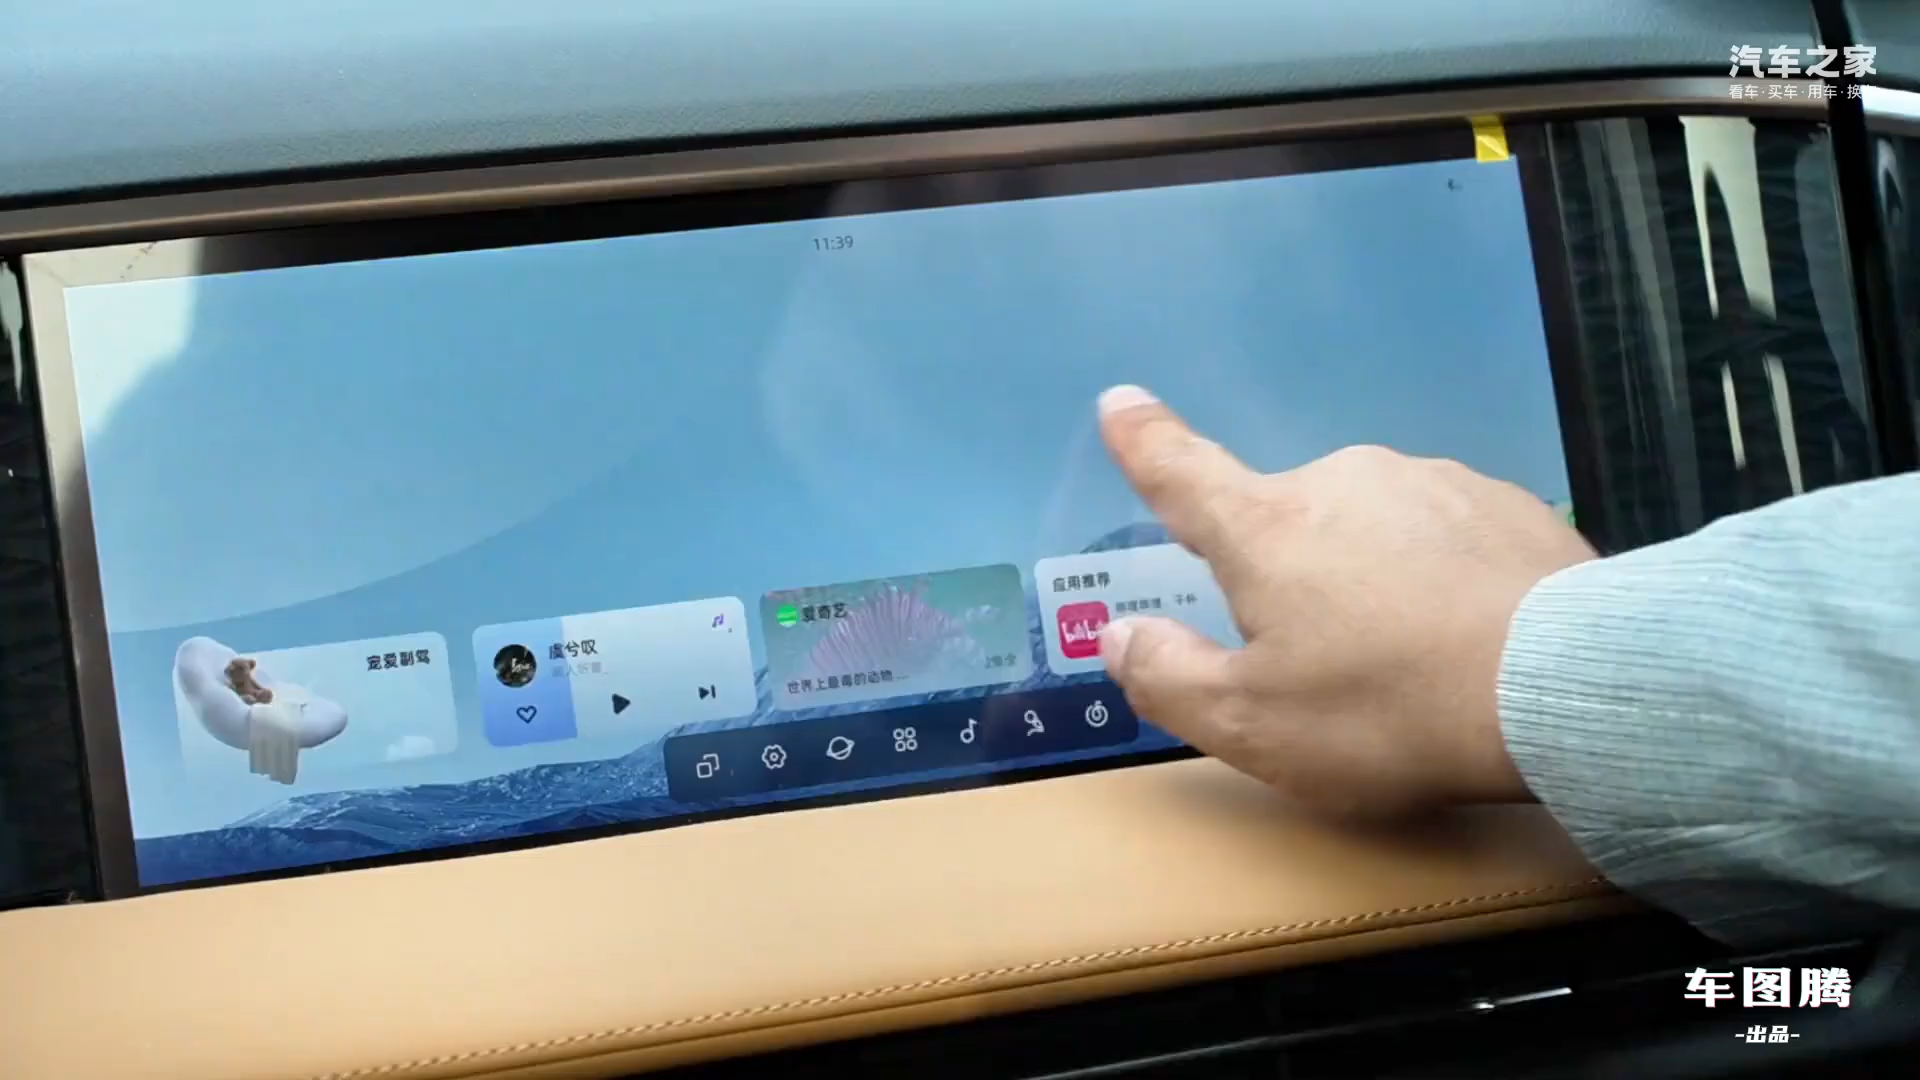 汽车之家
看车·买车·用车·换
11:39
宠爱副驾
虞兮叹
爱奇艺
世界上最毒的动物...
应用推荐
车图腾
-出品-